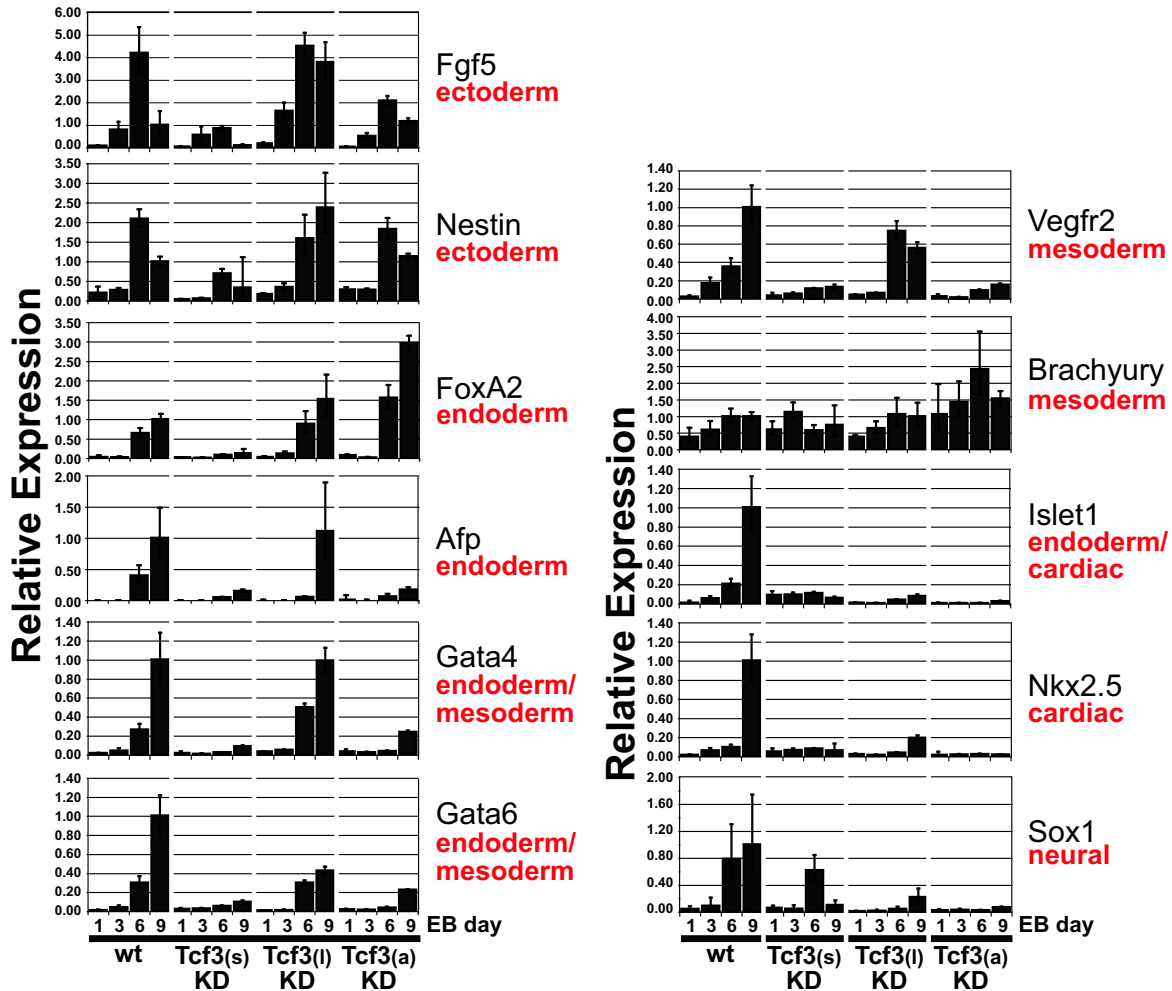 Relative Expression
6.00
5.00
4.00
3.00
2.00
1.00
0.00
Fgf5
ectoderm
3.50
3.00
2.50
2.00
1.50
1.00
0.50
0.00
Nestin
ectoderm
3.50
3.00
2.50
2.00
1.50
1.00
0.50
0.00
FoxA2
endoderm
2.00
1.50
1.00
0.50
0.00
Afp
endoderm
1.40
1.20
1.00
0.80
0.60
0.40
0.20
0.00
Gata4
endoderm/
mesoderm
1.40
1.20
1.00
0.80
0.60
0.40
0.20
0.00
Gata6
endoderm/
mesoderm
1 3 6 9 1 3 6 9 1 3 6 9 1 3 6 9 EB day
wt Tcf3(s) Tcf3(l) Tcf3(a)
KD KD KD
Relative Expression
1.40
1.20
1.00
0.80
0.60
0.40
0.20
0.00
Vegfr2
mesoderm
4.00
3.50
3.00
2.50
2.00
1.50
1.00
0.50
0.00
Brachyury
mesoderm
1.40
1.20
1.00
0.80
0.60
0.40
0.20
0.00
Islet1
endoderm/
cardiac
1.40
1.20
1.00
0.80
0.60
0.40
0.20
0.00
Nkx2.5
cardiac
2.00
1.60
1.20
0.80
0.40
0.00
Sox1
neural
1 3 6 9 1 3 6 9 1 3 6 9 1 3 6 9 EB day
wt Tcf3(s) Tcf3(l) Tcf3(a)
KD KD KD